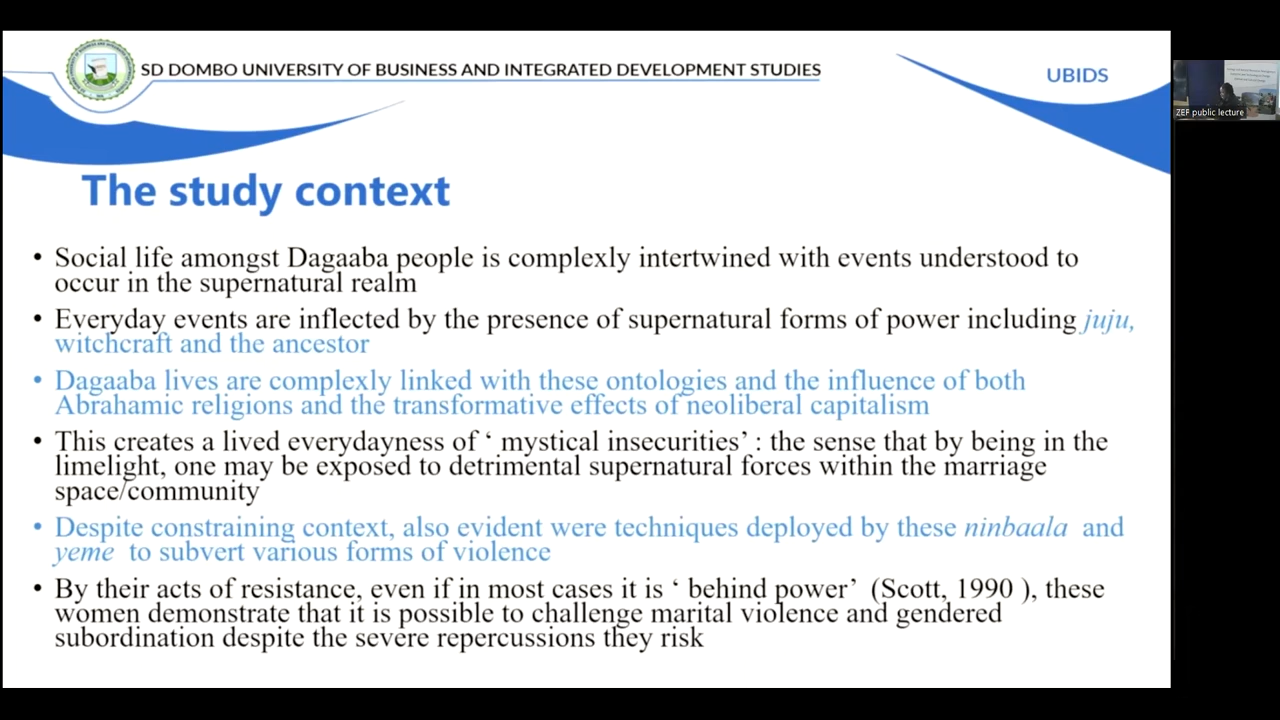 SD DOMBO UNIVERSITY OF BUSINESS AND INTEGRATED DEVELOPMENT STUDIES
UBIDS
ZEF public lecture
The study context
• Social life amongst Dagaaba people is complexly intertwined with events understood to
occur in the supernatural realm
• Everyday events are inflected by the presence of supernatural forms of power including juju,
witchcraft and the ancestor
• Dagaaba lives are complexly linked with these ontologies and the influence of both
Abrahamic religions and the transformative effects of neoliberal capitalism
• This creates a lived everydayness of ‘ mystical insecurities’ : the sense that by being in the
limelight, one may be exposed to detrimental supernatural forces within the marriage
space/community
• Despite constraining context, also evident were techniques deployed by these ninbaala and
yeme to subvert various forms of violence
• By their acts of resistance, even if in most cases it is ‘ behind power’ (Scott, 1990 ), these
women demonstrate that it is possible to challenge marital violence and gendered
subordination despite the severe repercussions they risk